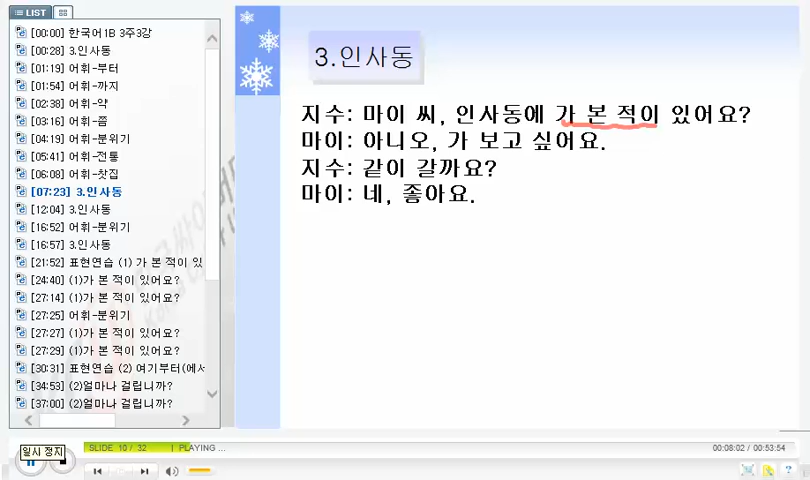 LIST
[00:00] 한국어1B 3주3강
[00:28] 3.인사동
[01:19] 어휘-부터
[01:54] 어휘-까지
[02:38] 어휘-약
[03:16] 어휘-쯤
[04:19] 어휘-분위기
[05:41] 어휘-전통
[06:08] 어휘-찻집
[07:23] 3.인사동
[12:04] 3.인사동
[16:52] 어휘-분위기
[16:57] 3.인사동
[21:52] 표현연습 (1) 가 본 적이 있
[24:40] (1)가 본 적이 있어요?
[27:14] (1)가 본 적이 있어요?
[27:25] 어휘-분위기
[27:27] (1)가 본 적이 있어요?
[27:29] (1)가 본 적이 있어요?
[30:31] 표현연습 (2) 여기부터(에서
[34:53] (2)얼마나 걸립니까?
[37:00] (2)얼마나 걸립니까?
3.인사동
지수: 마이 씨, 인사동에 가 본 적이 있어요?
마이: 아니오, 가 보고 싶어요.
지수: 같이 갈까요?
마이: 네, 좋아요.
일시 정지
SLIDE 10 / 32 | PLAYING ...
00:08:02 / 00:53:54